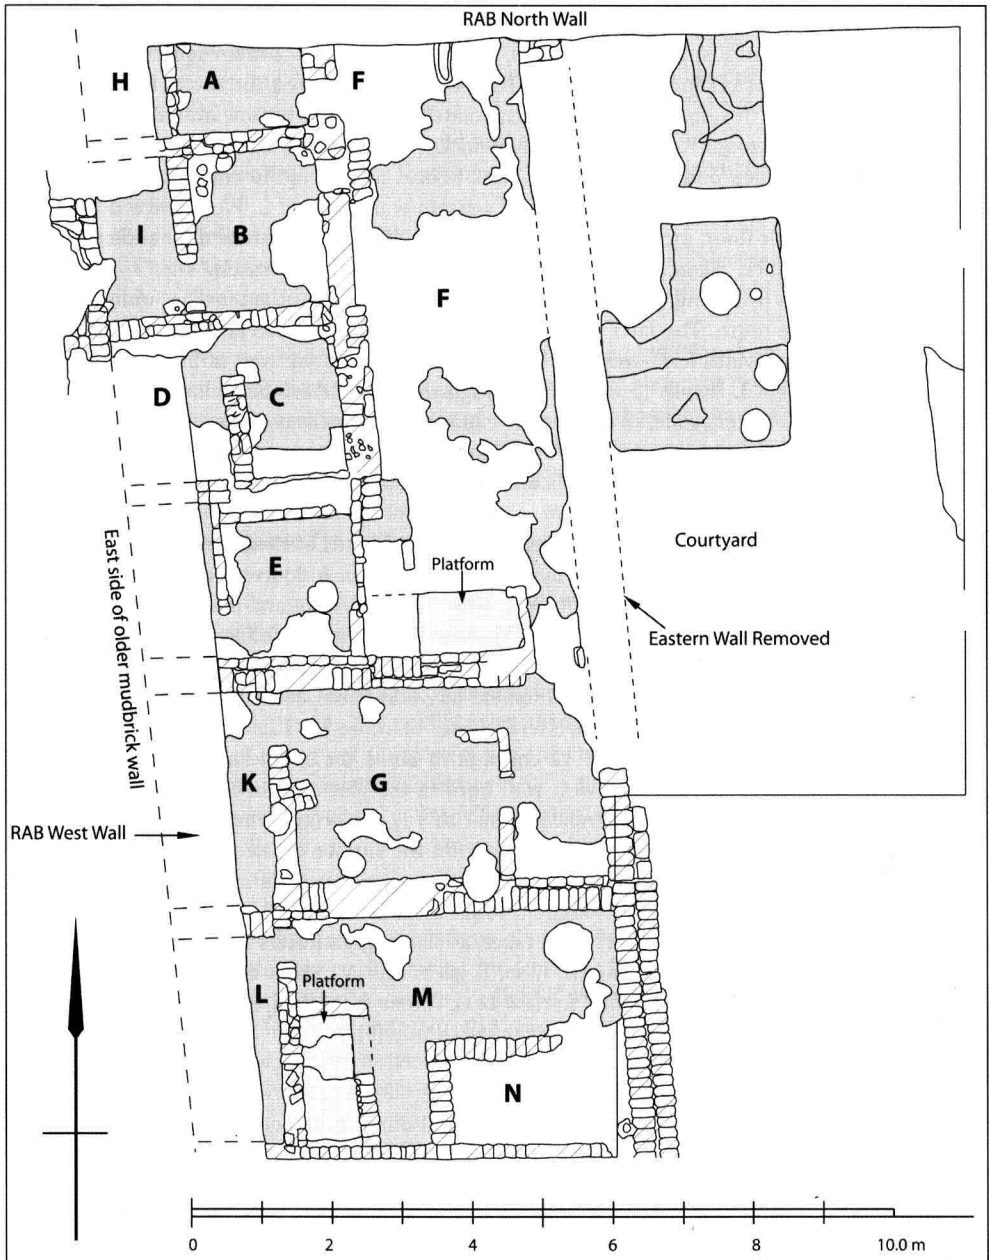 RAB North Wall
H
A
F
I
B
F
D
C
East side of older mudbrick wall
E
Platform
Courtyard
Eastern Wall Removed
K
G
RAB West Wall
L
Platform
M
N
0 2 4 6 8 10.0 m